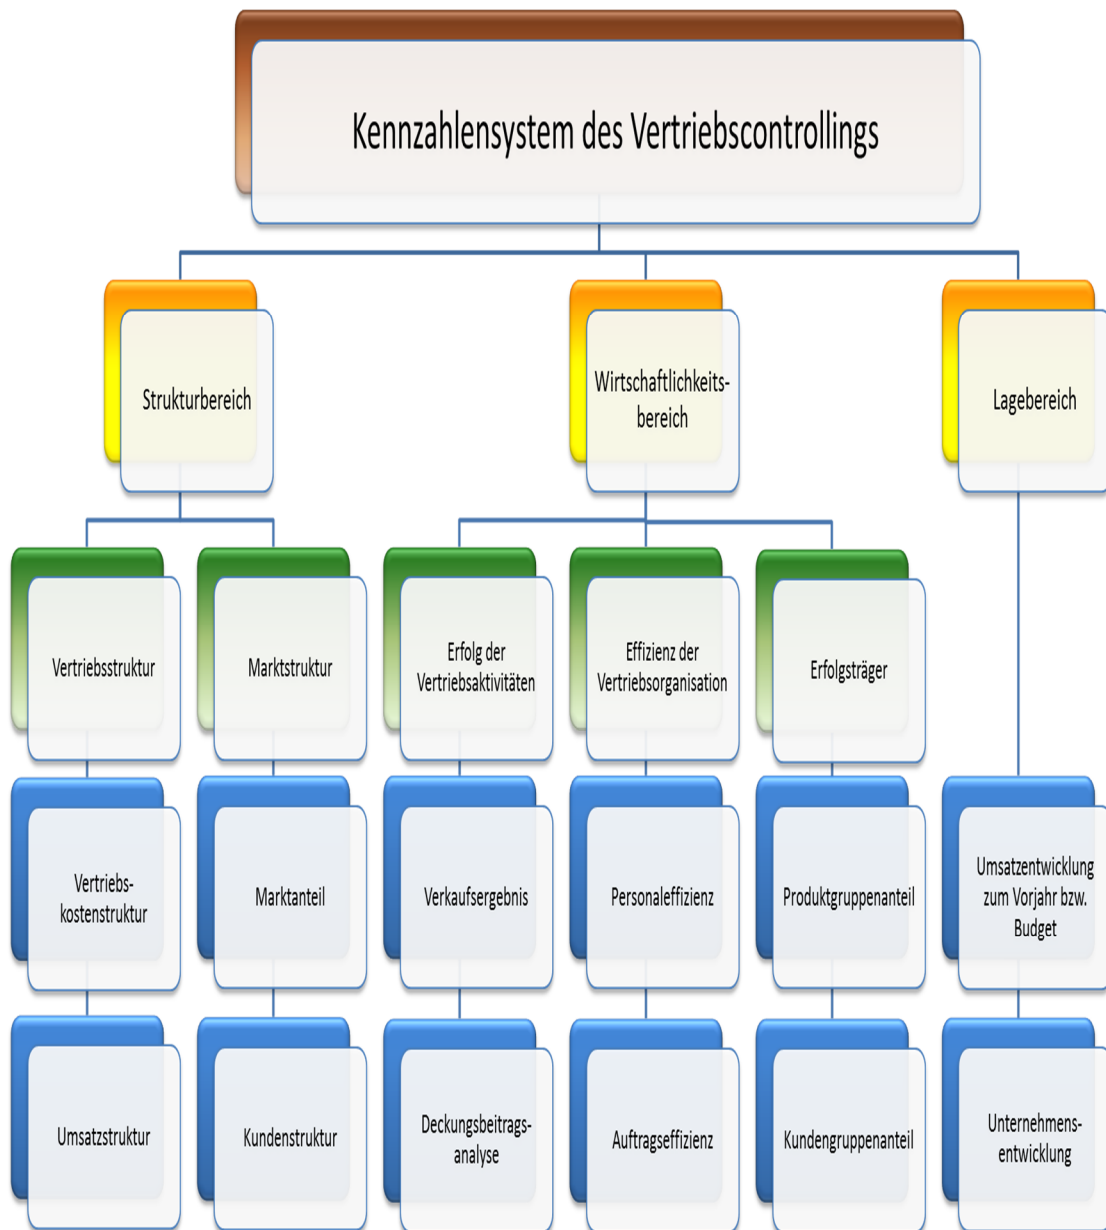 Kennzahlensystem des Vertriebscontrollings
Strukturbereich
Wirtschaftlichkeits-
bereich
Lagebereich
Vertriebsstruktur
Marktstruktur
Erfolg der
Vertriebsaktivitäten
Effizienz der
Vertriebsorganisation
Erfolgsträger
Vertriebs-
kostenstruktur
Marktanteil
Verkaufsergebnis
Personaleffizienz
Produktgruppenanteil
Umsatzentwicklung
zum Vorjahr bzw.
Budget
Umsatzstruktur
Kundenstruktur
Deckungsbeitrags-
analyse
Auftragseffizienz
Kundengruppenanteil
Unternehmens-
entwicklung